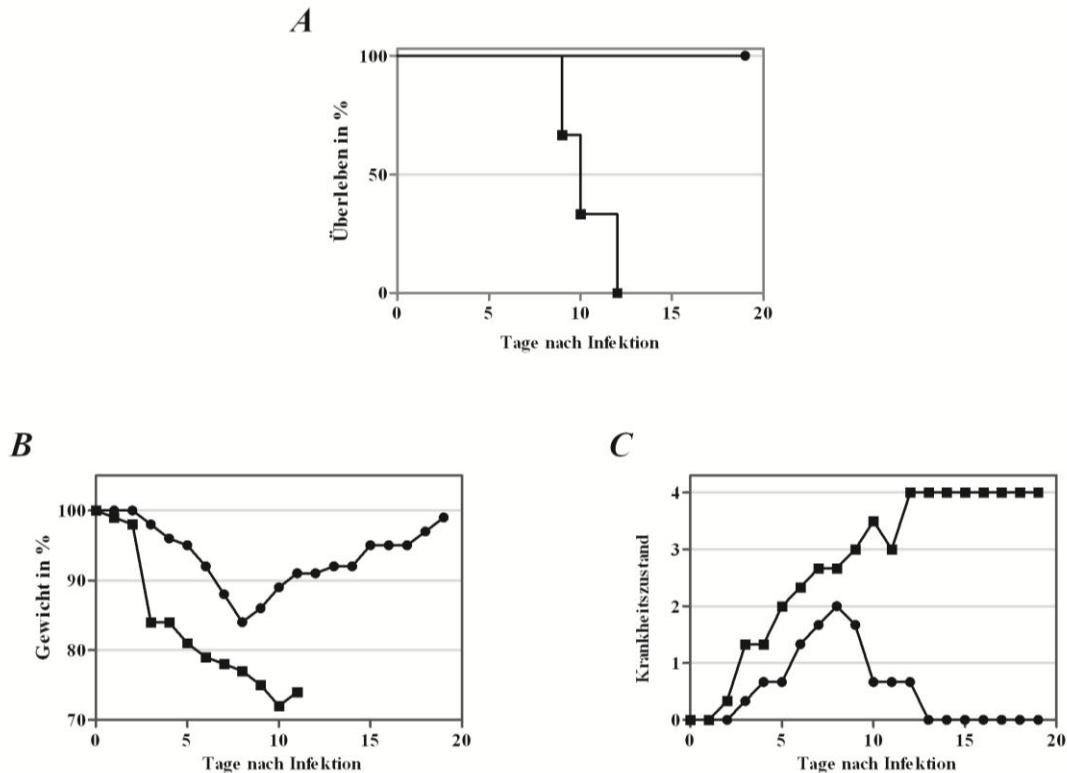 A
100
50
0
Überleben in %
0 5 10 15 20
Tage nach Infektion
B
100
90
80
70
Gewicht in %
0 5 10 15 20
Tage nach Infektion
C
4
3
2
1
0
Krankheitszustand
0 5 10 15 20
Tage nach Infektion